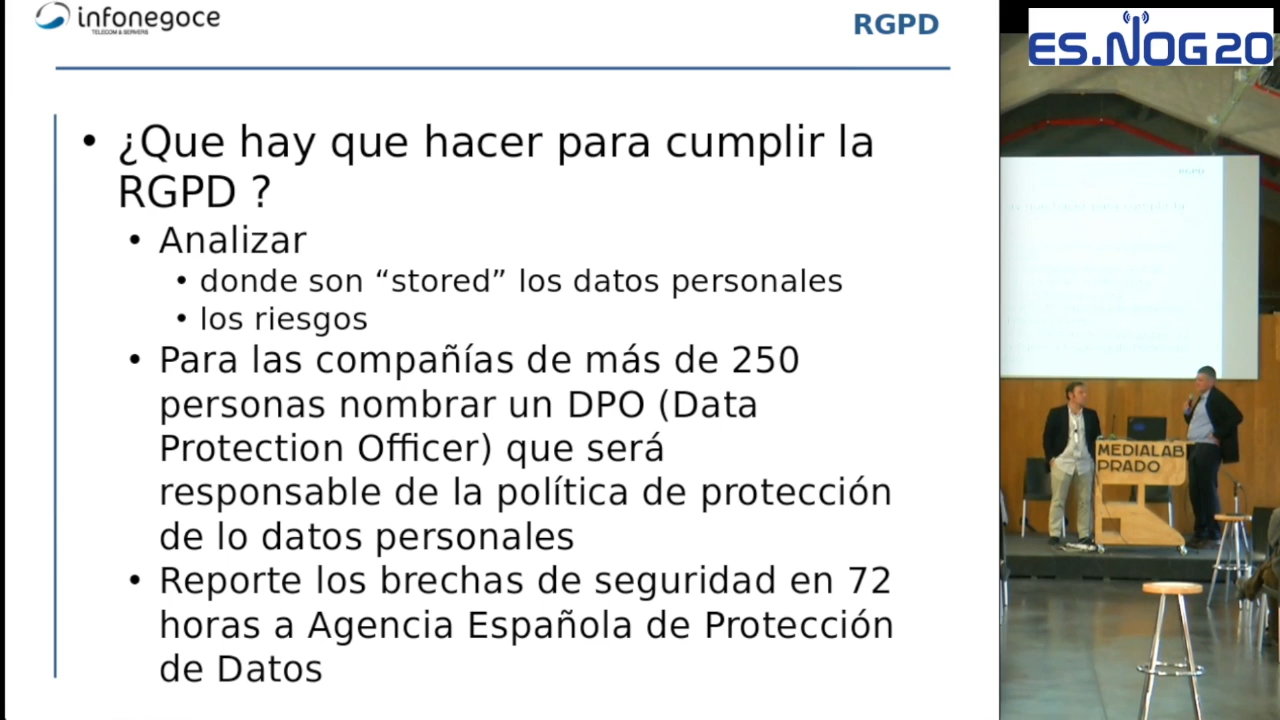 infonegoce
TELECOM & SERVERS
RGPD
ES.NOG20
• ¿Que hay que hacer para cumplir la
RGPD ?
• Analizar
• donde son “stored” los datos personales
• los riesgos
• Para las compañías de más de 250
personas nombrar un DPO (Data
Protection Officer) que será
responsable de la política de protección
de lo datos personales
• Reporte los brechas de seguridad en 72
horas a Agencia Española de Protección
de Datos
RGPD
MEDIALAB
PRADO